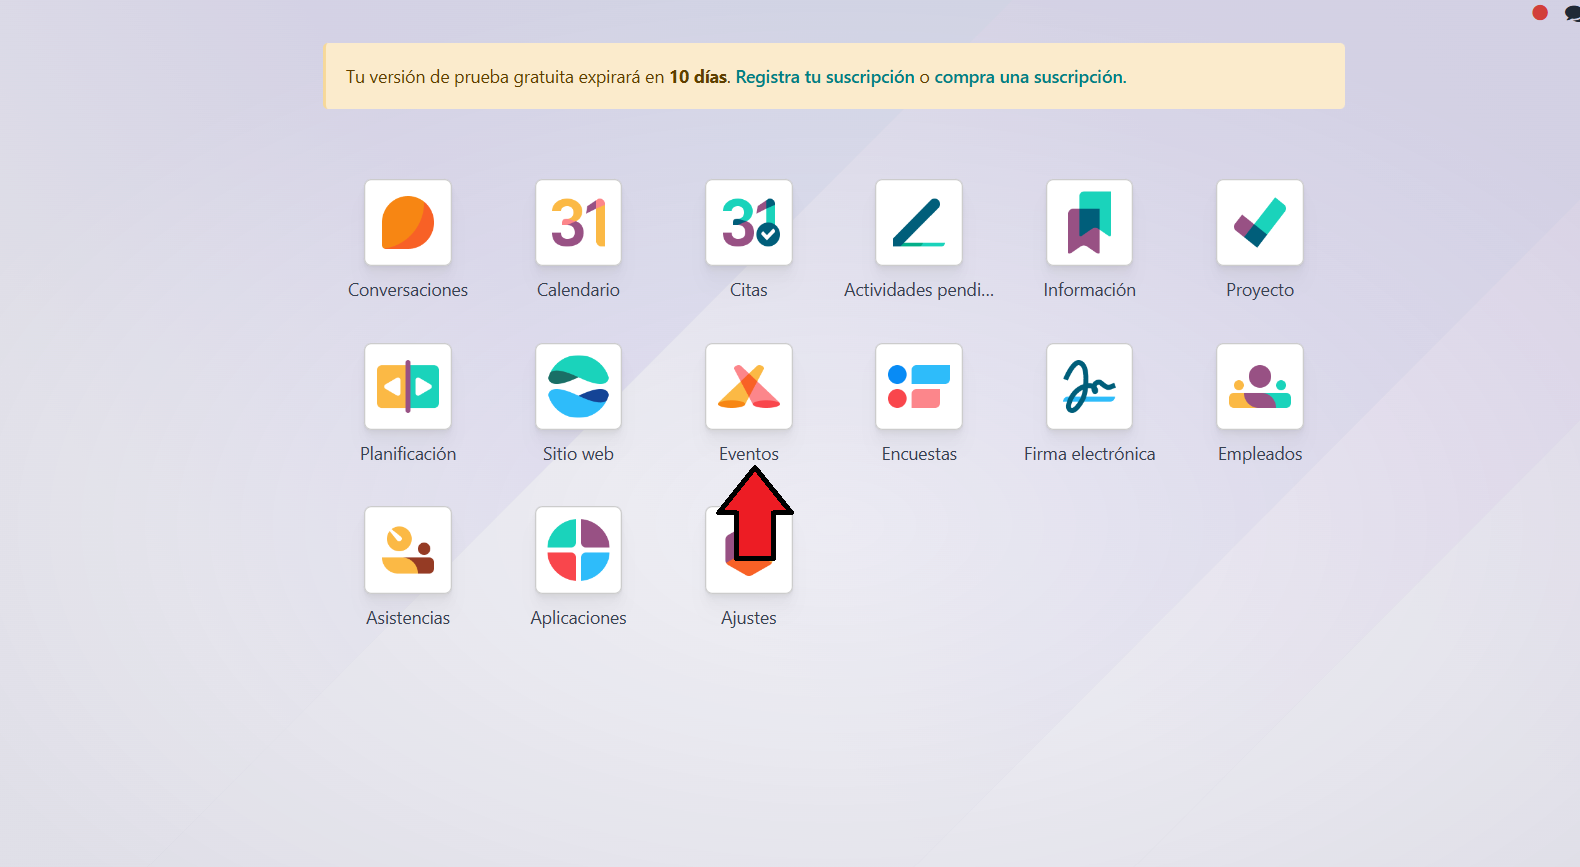 Tu versión de prueba gratuita expirará en 10 días. Registra tu suscripción o compra una suscripción.
31
31
Conversaciones
Calendario
Citas
Actividades pendi...
Información
Proyecto
Planificación
Sitio web
Eventos
Encuestas
Firma electrónica
Empleados
Asistencias
Aplicaciones
Ajustes